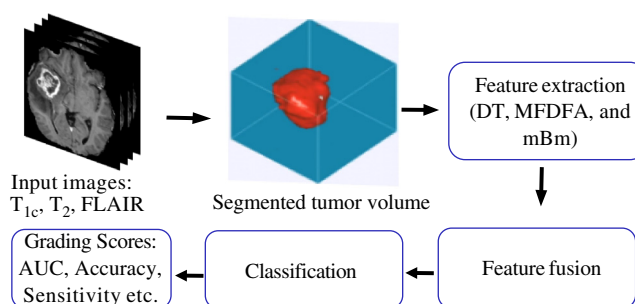 Feature extraction
(DT, MFDFA, and
mBm)
Input images:
T1c, T2, FLAIR
Segmented tumor volume
Grading Scores:
AUC, Accuracy,
Sensitivity etc.
Classification
Feature fusion